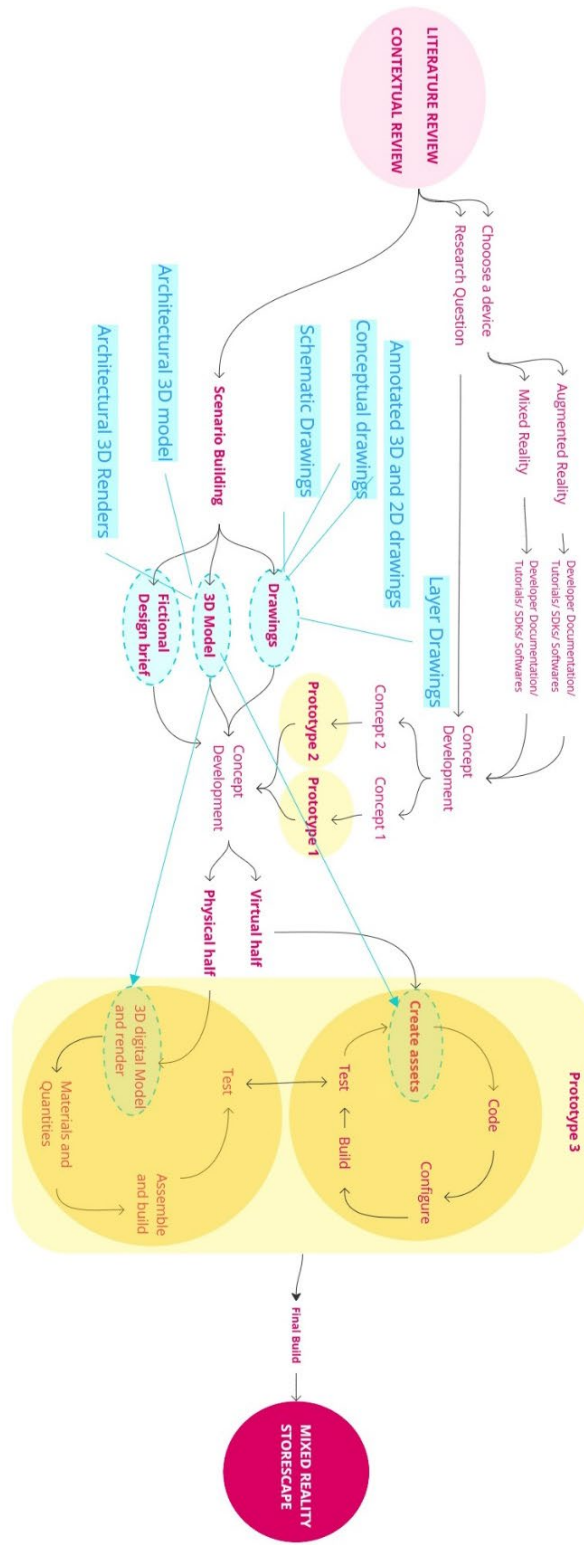 LITERATURE REVIEW
CONTEXTUAL REVIEW
Chooose a device
Research Question
Augmented Reality
Mixed Reality
Developer Documentation/
Tutorials/ SDKs/ Softwares
Developer Documentation/
Tutorials/ SDKs/ Softwares
Concept
Development
Concept 1
Concept 2
Prototype 1
Prototype 2
Scenario Building
Layer Drawings
Annotated 3D and 2D drawings
Conceptual drawings
Schematic Drawings
Architectural 3D model
Architectural 3D Renders
Drawings
3D Model
Fictional
Design brief
Concept
Development
Virtual half
Physical half
Prototype 3
Create assets
Code
Configure
Build
Test
3D digital Model
and render
Materials and
Quantities
Assemble
and build
Test
Final Build
MIXED REALITY
STORESCAPE